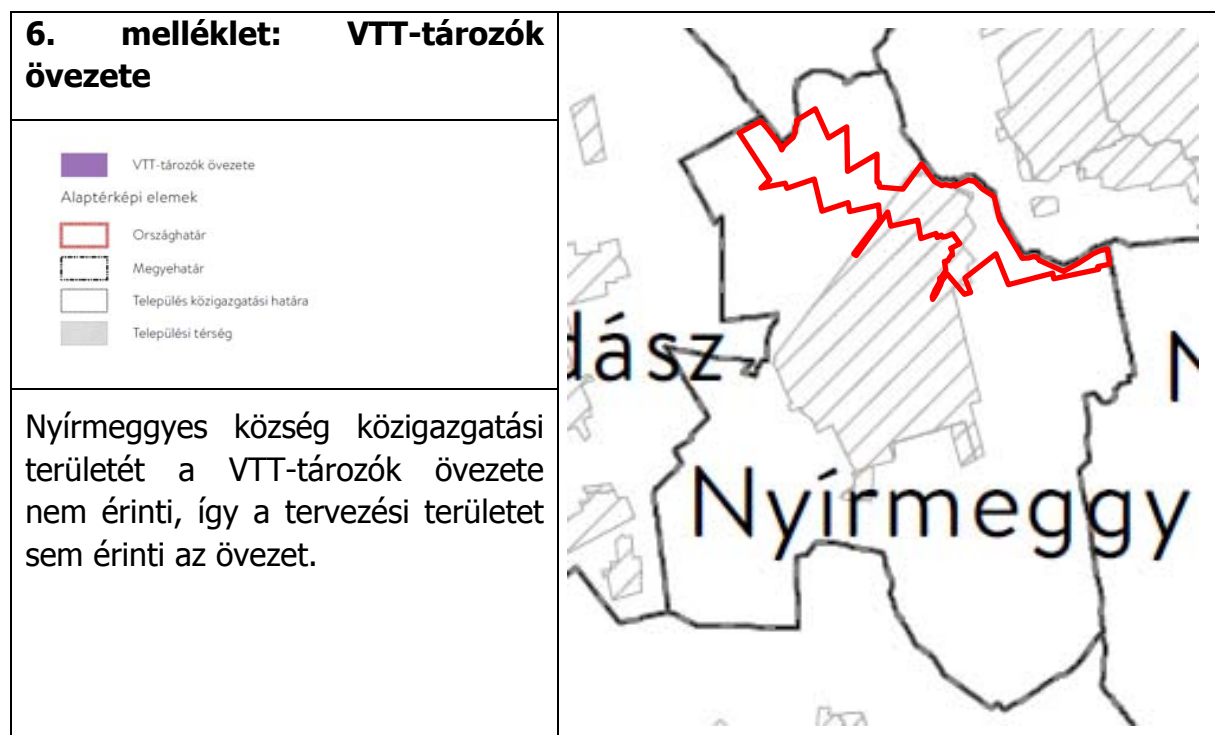 6. melléklet: VTT-tározók
övezete
VTT-tározók övezete
Alaptérképi elemek
Országhatár
Megyehatár
Település közigazgatási határa
Települési térség
Nyírmeggyes község közigazgatási
területét a VTT-tározók övezete
nem érinti, így a tervezési területet
sem érinti az övezet.
dász
N
Nyírmeggy